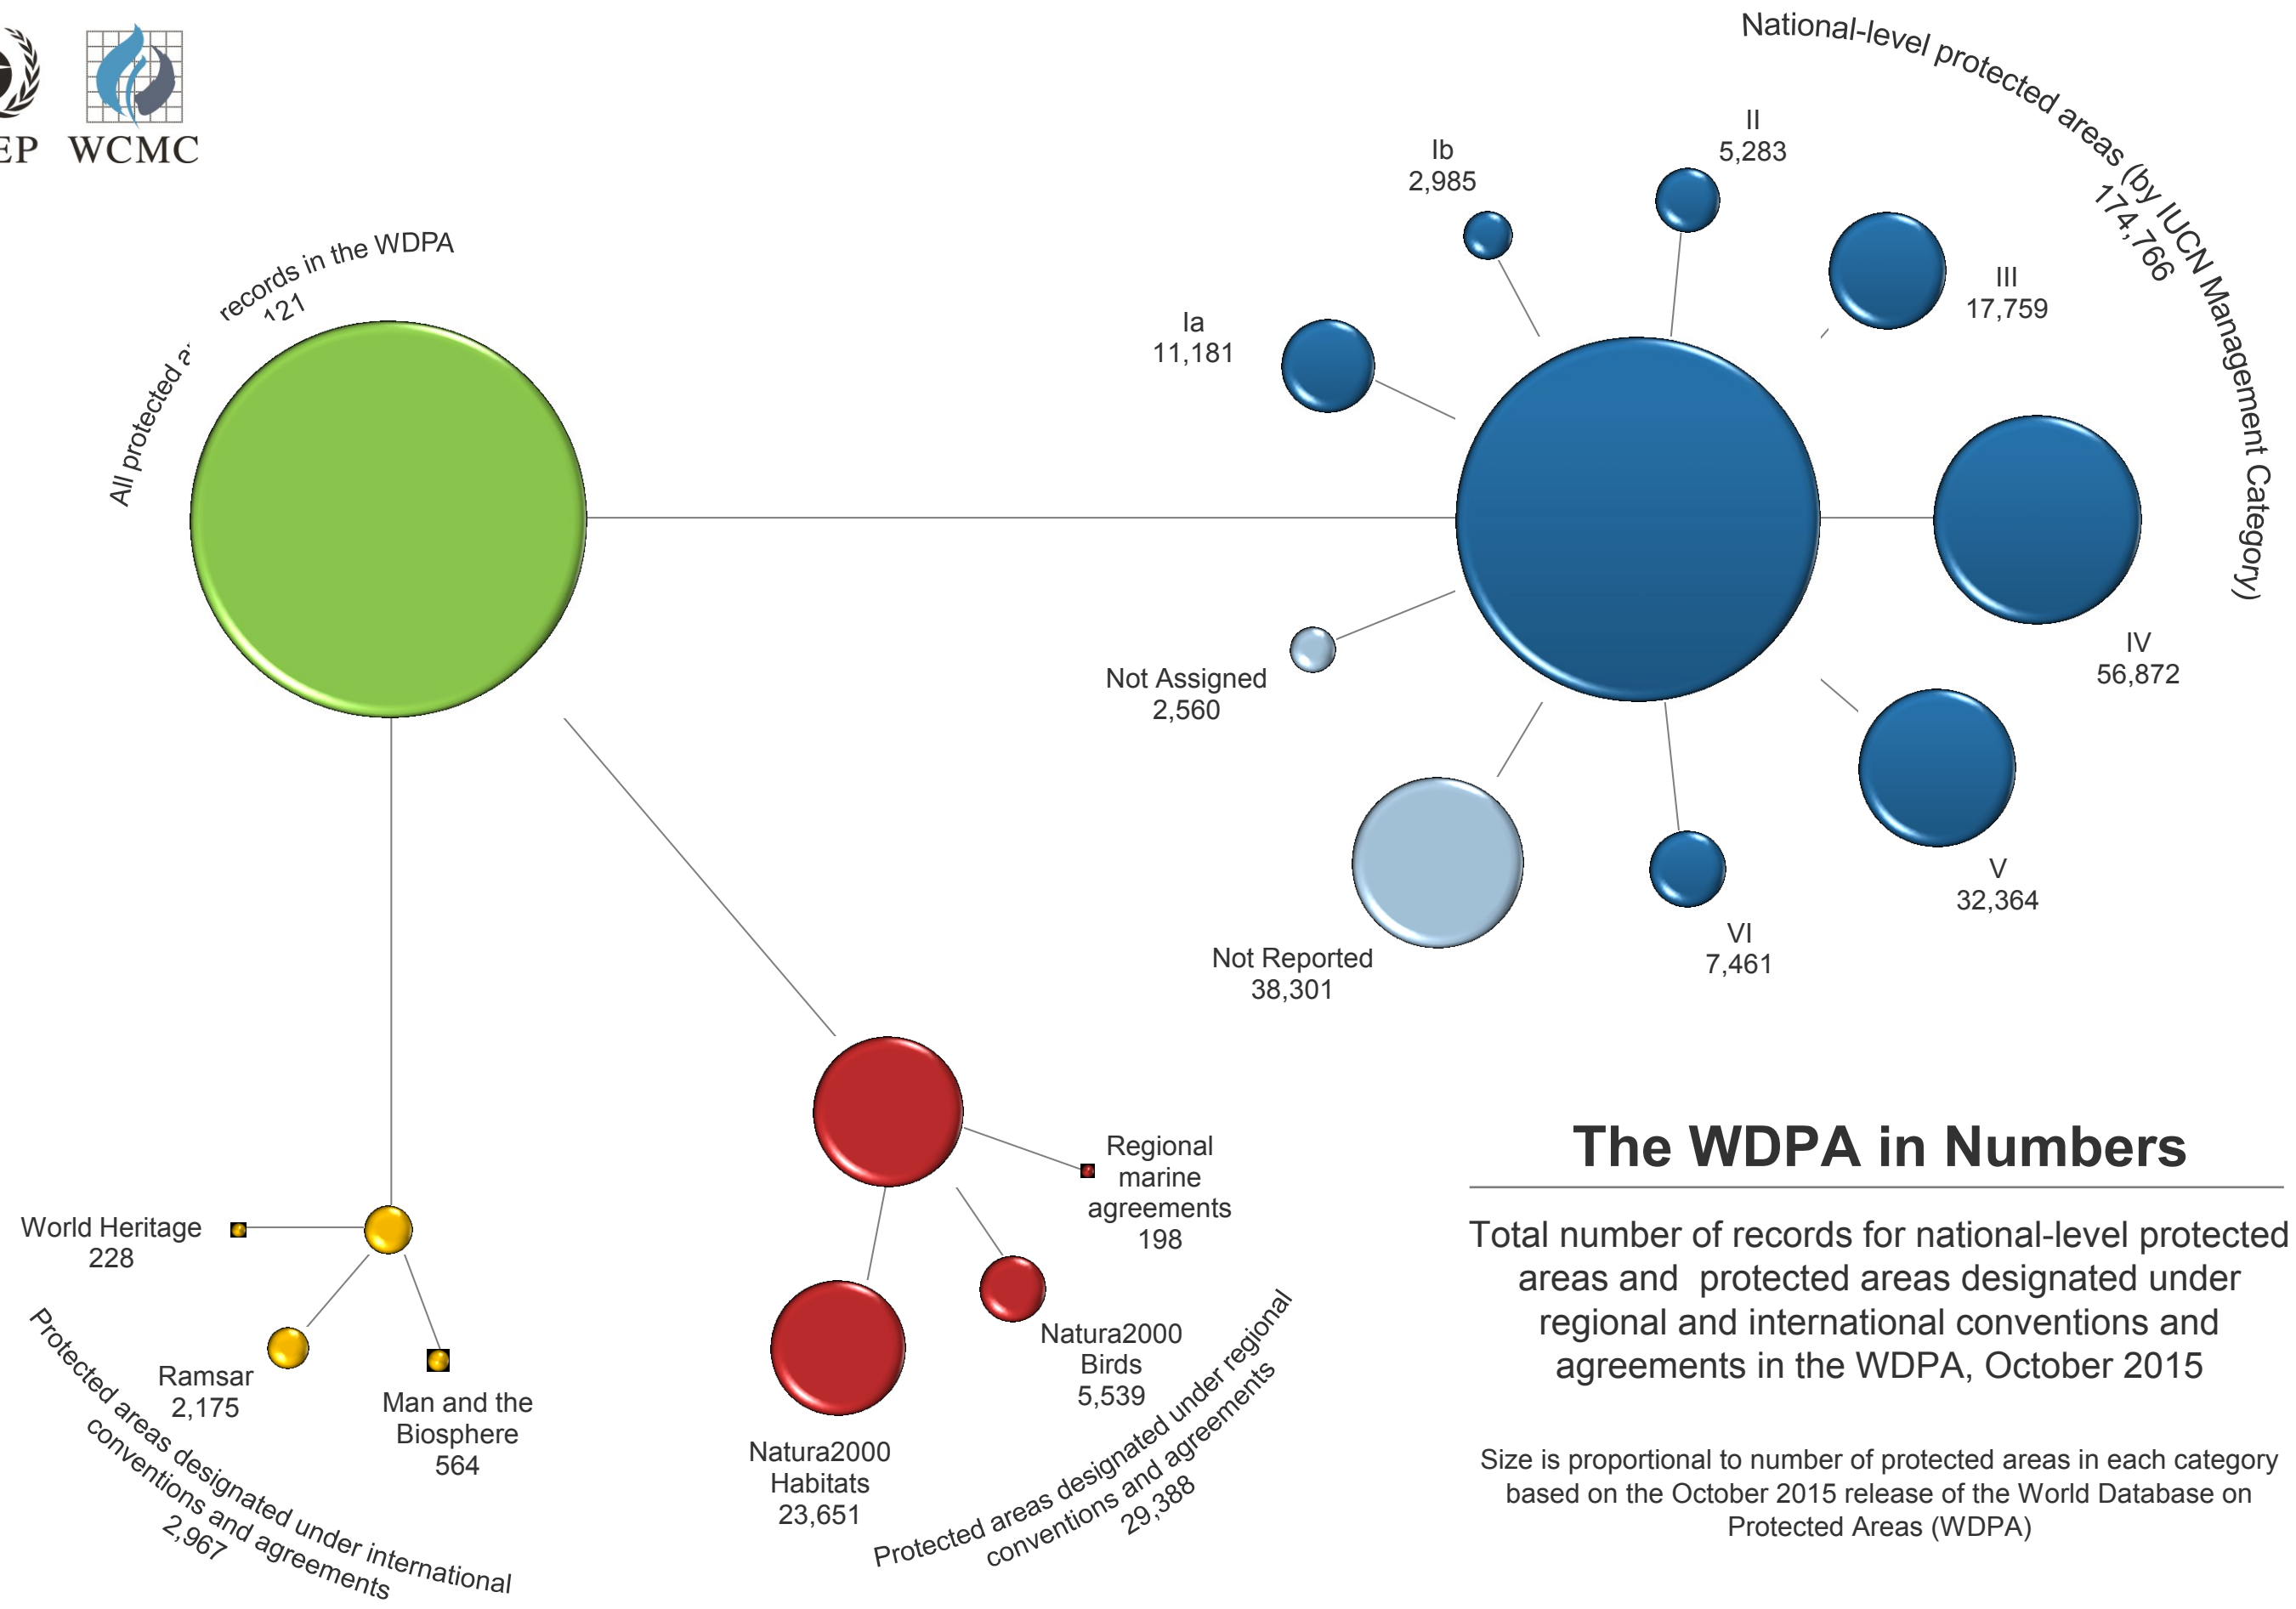 EP WCMC
National-level protected areas (by IUCN Management Category)
174,766
All protected
records in the WDPA
121
Ib
2,985
II
5,283
III
17,759
Ia
11,181
IV
56,872
Not Assigned
2,560
V
32,364
VI
7,461
Not Reported
38,301
Regional
marine
agreements
198
Natura2000
Birds
5,539
Natura2000
Habitats
23,651
Protected areas designated under regional
conventions and agreements
29,388
World Heritage
228
Ramsar
2,175
Man and the
Biosphere
564
Protected areas designated under international
conventions and agreements
2,967
The WDPA in Numbers
Total number of records for national-level protected
areas and protected areas designated under
regional and international conventions and
agreements in the WDPA, October 2015
Size is proportional to number of protected areas in each category
based on the October 2015 release of the World Database on
Protected Areas (WDPA)